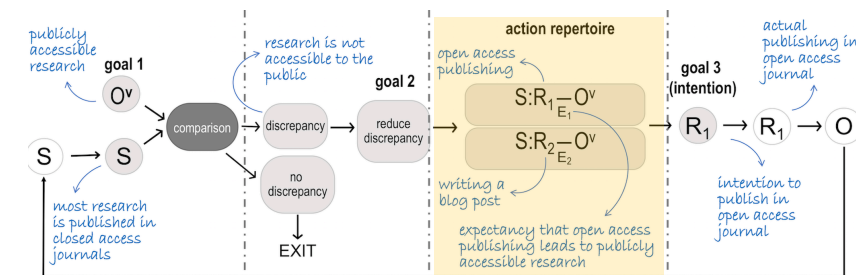 publicly
accessible
research
goal 1
Oᵛ
S
S
most research
is published in
closed access
journals
comparison
research is not
accessible to the
public
discrepancy
no
discrepancy
EXIT
goal 2
reduce
discrepancy
action repertoire
open access
publishing
S:R₁–Oᵛ
E₁
S:R₂–Oᵛ
E₂
writing a
blog post
expectancy that open access
publishing leads to publicly
accessible research
goal 3
(intention)
R₁
intention to
publish in
open access
journal
actual
publishing in
open access
journal
R₁
O